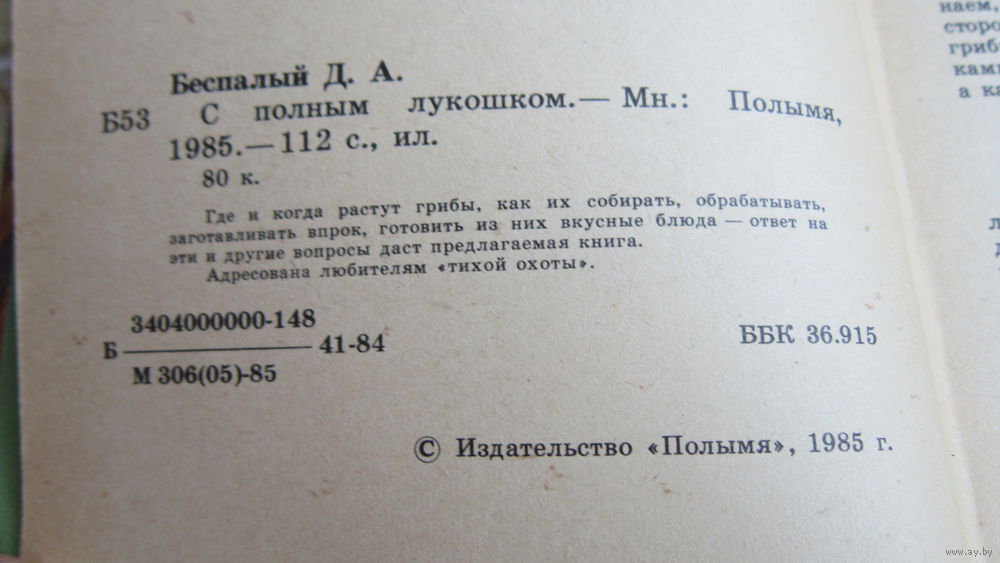 Беспалый Д. А.
Б53 С полным лукошком.— Мн.: Полымя,
1985.—112 с., ил.
80 к.
Где и когда растут грибы, как их собирать, обрабатывать,
заготавливать впрок, готовить из них вкусные блюда — ответ на
эти и другие вопросы даст предлагаемая книга.
Адресована любителям «тихой охоты».
3404000000-148
Б 41-84
М 306(05)-85
ББК 36.915
© Издательство «Полымя», 1985 г.
www.ay.by